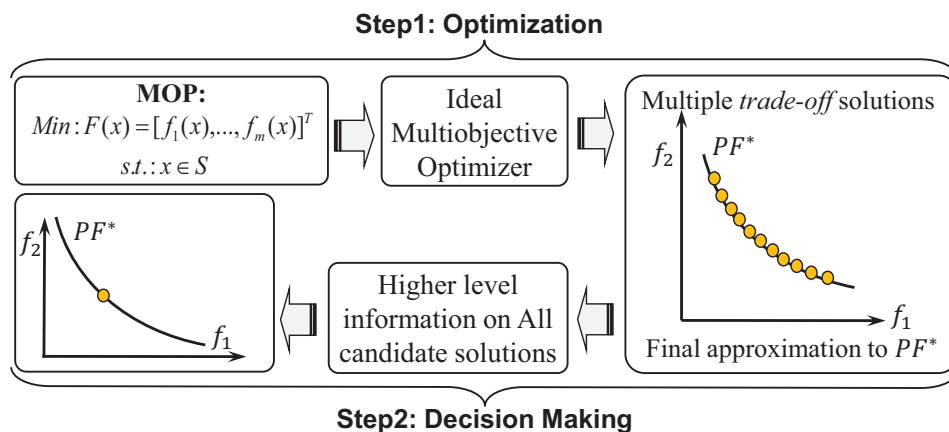 Step1: Optimization
MOP:
Min: F(x) = [f₁(x),..., f_m(x)]ᵀ
s.t.: x ∈ S
Ideal
Multiobjective
Optimizer
Multiple trade-off solutions
f₂
PF*
f₁
Final approximation to PF*
Higher level
information on All
candidate solutions
PF*
f₂
f₁
Step2: Decision Making